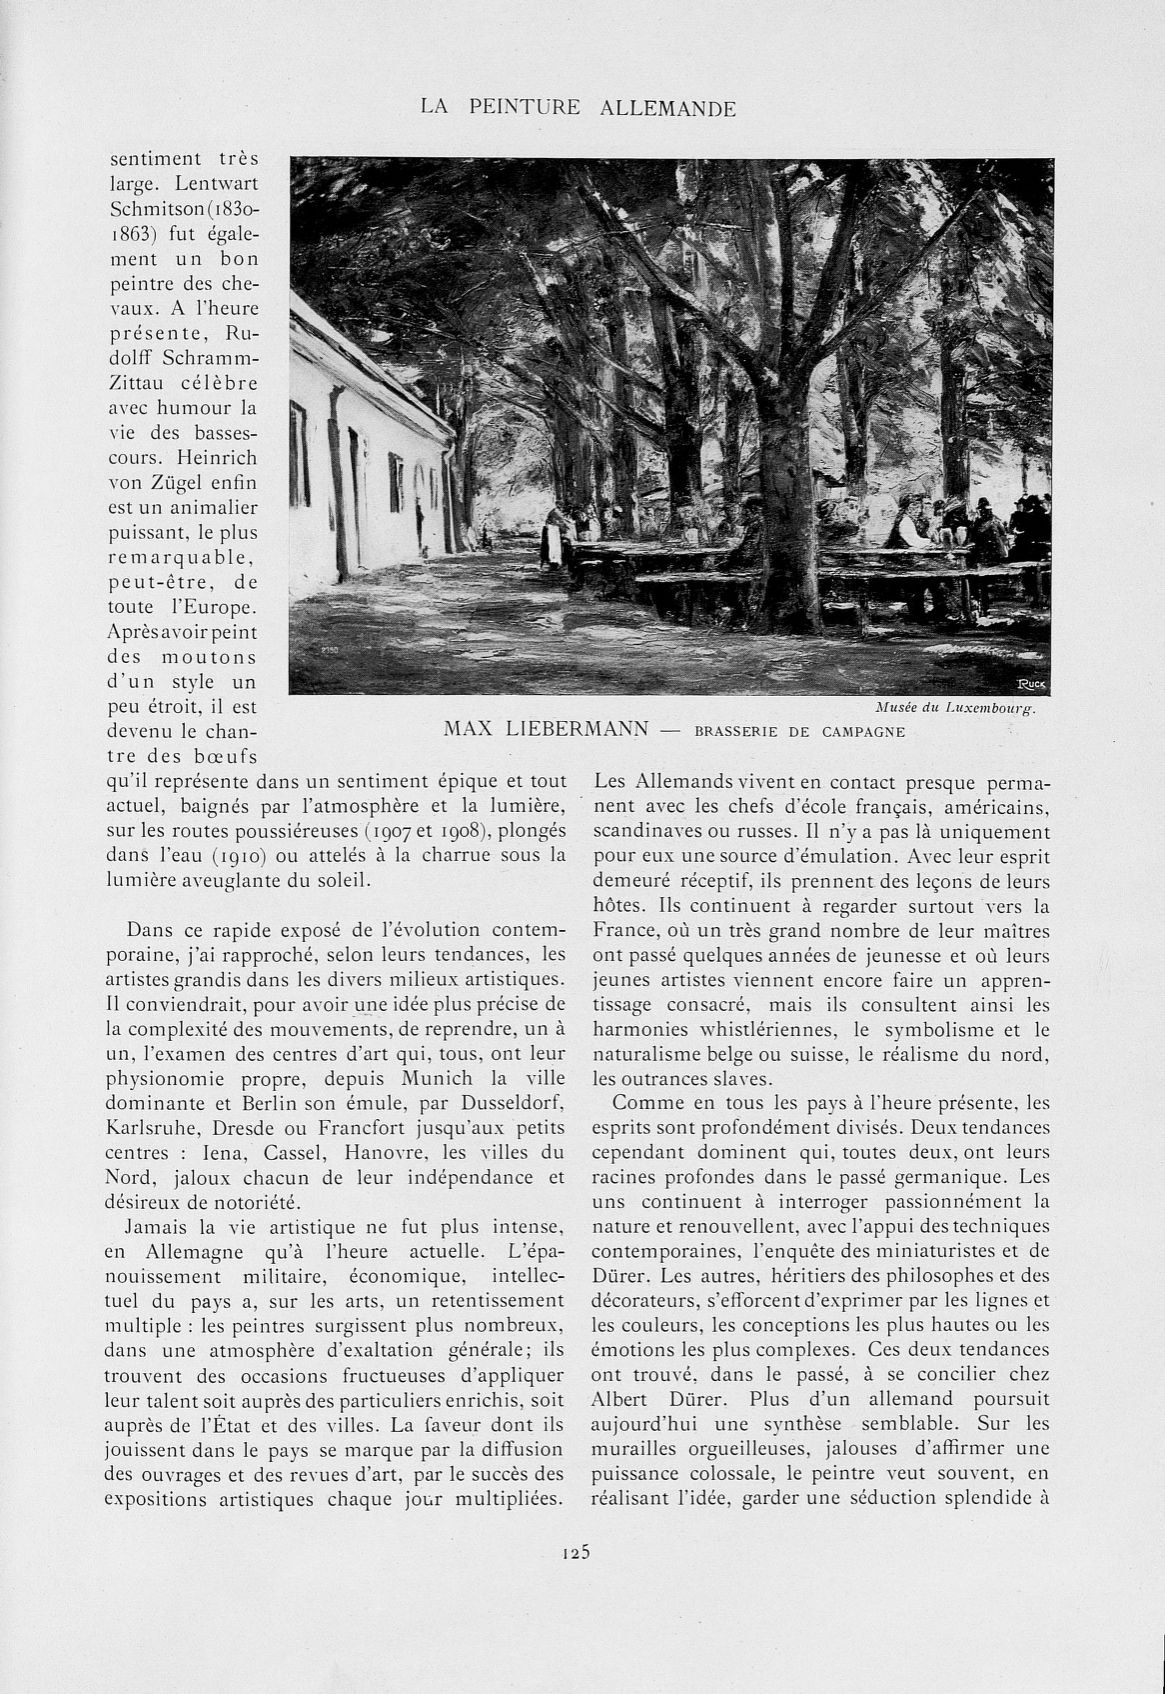 LA PEINTURE ALLEMANDE
sentiment très
large. Lentwart
Schmitson (1830-
1863) fut égale-
ment un bon
peintre des che-
vaux. A l'heure
présente, Ru-
dolff Schramm-
Zittau célèbre
avec humour la
vie des basses-
cours. Heinrich
von Zügel enfin
est un animalier
puissant, le plus
remarquable,
peut-être, de
toute l'Europe.
Après avoir peint
des moutons
d'un style un
peu étroit, il est
devenu le chan-
tre des bœufs
qu'il représente dans un sentiment épique et tout
actuel, baignés par l'atmosphère et la lumière,
sur les routes poussiéreuses (1907 et 1908), plongés
dans l'eau (1910) ou attelés à la charrue sous la
lumière aveuglante du soleil.
Dans ce rapide exposé de l'évolution contem-
poraine, j'ai rapproché, selon leurs tendances, les
artistes grandis dans les divers milieux artistiques.
Il conviendrait, pour avoir une idée plus précise de
la complexité des mouvements, de reprendre, un à
un, l'examen des centres d'art qui, tous, ont leur
physionomie propre, depuis Munich la ville
dominante et Berlin son émule, par Dusseldorf,
Karlsruhe, Dresde ou Francfort jusqu'aux petits
centres : Iena, Cassel, Hanovre, les villes du
Nord, jaloux chacun de leur indépendance et
désireux de notoriété.
Jamais la vie artistique ne fut plus intense,
en Allemagne qu'à l'heure actuelle. L'épa-
nouissement militaire, économique, intellec-
tuel du pays a, sur les arts, un retentissement
multiple : les peintres surgissent plus nombreux,
dans une atmosphère d'exaltation générale; ils
trouvent des occasions fructueuses d'appliquer
leur talent soit auprès des particuliers enrichis, soit
auprès de l'État et des villes. La faveur dont ils
jouissent dans le pays se marque par la diffusion
des ouvrages et des revues d'art, par le succès des
expositions artistiques chaque jour multipliées.
2350
RUCK
Musée du Luxembourg.
MAX LIEBERMANN — BRASSERIE DE CAMPAGNE
Les Allemands vivent en contact presque perma-
nent avec les chefs d'école français, américains,
scandinaves ou russes. Il n'y a pas là uniquement
pour eux une source d'émulation. Avec leur esprit
demeuré réceptif, ils prennent des leçons de leurs
hôtes. Ils continuent à regarder surtout vers la
France, où un très grand nombre de leur maîtres
ont passé quelques années de jeunesse et où leurs
jeunes artistes viennent encore faire un appren-
tissage consacré, mais ils consultent ainsi les
harmonies whistlériennes, le symbolisme et le
naturalisme belge ou suisse, le réalisme du nord,
les outrances slaves.
Comme en tous les pays à l'heure présente, les
esprits sont profondément divisés. Deux tendances
cependant dominent qui, toutes deux, ont leurs
racines profondes dans le passé germanique. Les
uns continuent à interroger passionnément la
nature et renouvellent, avec l'appui des techniques
contemporaines, l'enquête des miniaturistes et de
Dürer. Les autres, héritiers des philosophes et des
décorateurs, s'efforcent d'exprimer par les lignes et
les couleurs, les conceptions les plus hautes ou les
émotions les plus complexes. Ces deux tendances
ont trouvé, dans le passé, à se concilier chez
Albert Dürer. Plus d'un allemand poursuit
aujourd'hui une synthèse semblable. Sur les
murailles orgueilleuses, jalouses d'affirmer une
puissance colossale, le peintre veut souvent, en
réalisant l'idée, garder une séduction splendide à
125